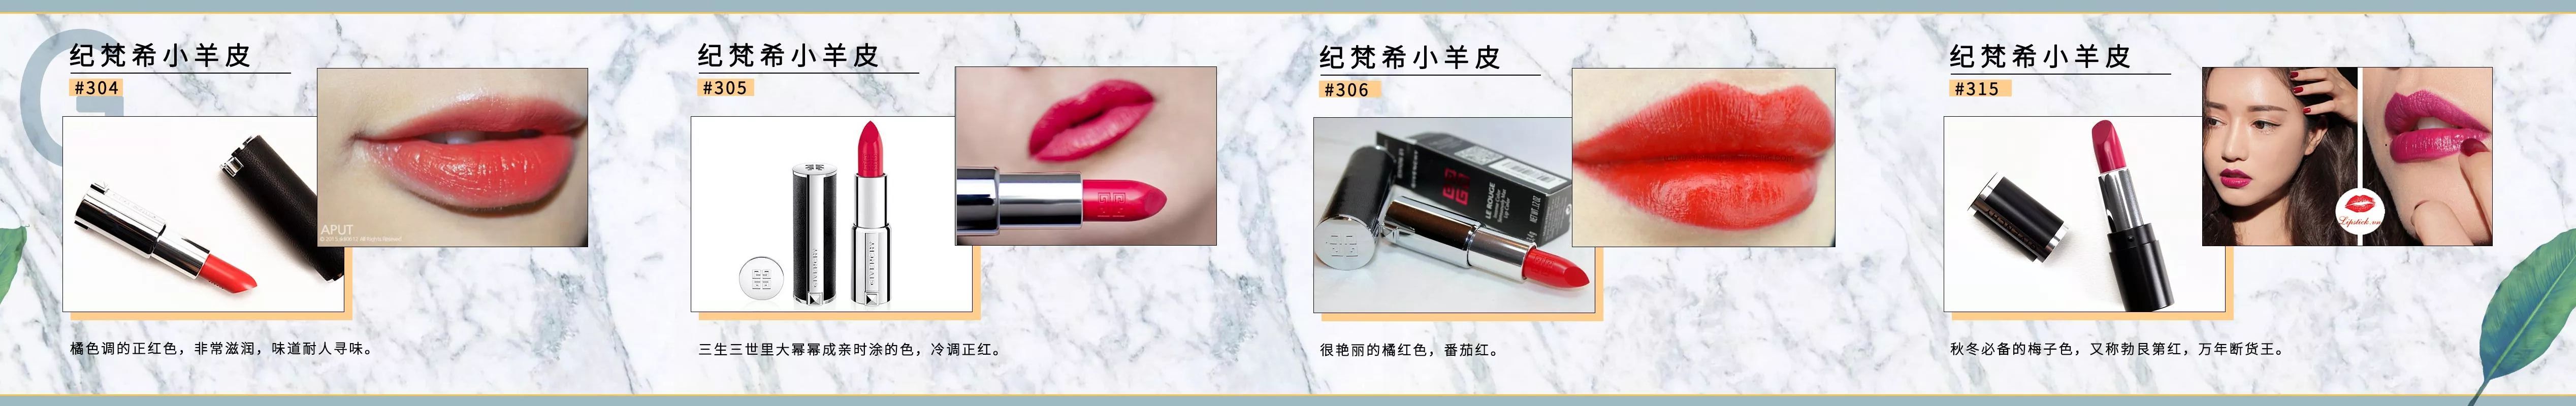 G
纪梵希小羊皮
#304
APUT
橘色调的正红色，非常滋润，味道耐人寻味。
纪梵希小羊皮
#305
GIVENCHY
GIVENCHY
三生三世里大幂幂成亲时涂的色，冷调正红。
纪梵希小羊皮
#306
GIVENCHY
LE ROUGE
很艳丽的橘红色，番茄红。
纪梵希小羊皮
#315
Lipstick.vn
秋冬必备的梅子色，又称勃艮第红，万年断货王。